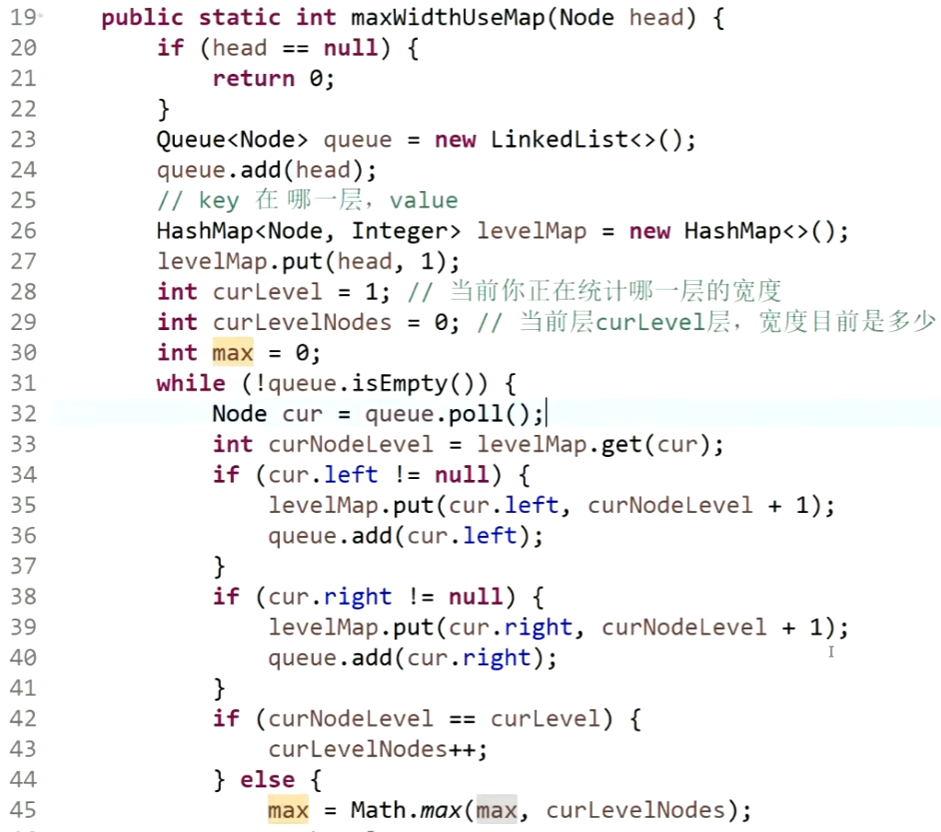 19 public static int maxWidthUseMap(Node head) {
20 if (head == null) {
21 return 0;
22 }
23 Queue<Node> queue = new LinkedList<>();
24 queue.add(head);
25 // key 在 哪一层，value
26 HashMap<Node, Integer> levelMap = new HashMap<>();
27 levelMap.put(head, 1);
28 int curLevel = 1; // 当前你正在统计哪一层的宽度
29 int curLevelNodes = 0; // 当前层curLevel层，宽度目前是多少
30 int max = 0;
31 while (!queue.isEmpty()) {
32 Node cur = queue.poll();
33 int curNodeLevel = levelMap.get(cur);
34 if (cur.left != null) {
35 levelMap.put(cur.left, curNodeLevel + 1);
36 queue.add(cur.left);
37 }
38 if (cur.right != null) {
39 levelMap.put(cur.right, curNodeLevel + 1);
40 queue.add(cur.right);
41 }
42 if (curNodeLevel == curLevel) {
43 curLevelNodes++;
44 } else {
45 max = Math.max(max, curLevelNodes);